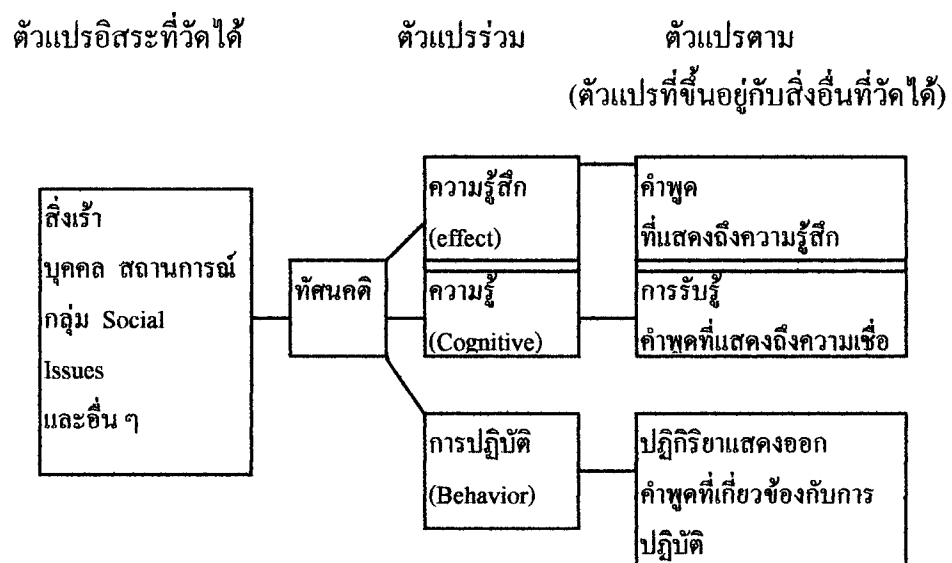 ตัวแปรอิสระที่วัดได้ ตัวแปรร่วม ตัวแปรตาม
(ตัวแปรที่ขึ้นอยู่กับสิ่งอื่นที่วัดได้)
สิ่งเร้า
บุคคล สถานการณ์
กลุ่ม Social
Issues
และอื่น ๆ
ทัศนคติ
ความรู้สึก
(effect)
คำพูด
ที่แสดงถึงความรู้สึก
ความรู้
(Cognitive)
การรับรู้
คำพูดที่แสดงถึงความเชื่อ
การปฏิบัติ
(Behavior)
ปฏิกิริยาแสดงออก
คำพูดที่เกี่ยวข้องกับการ
ปฏิบัติ